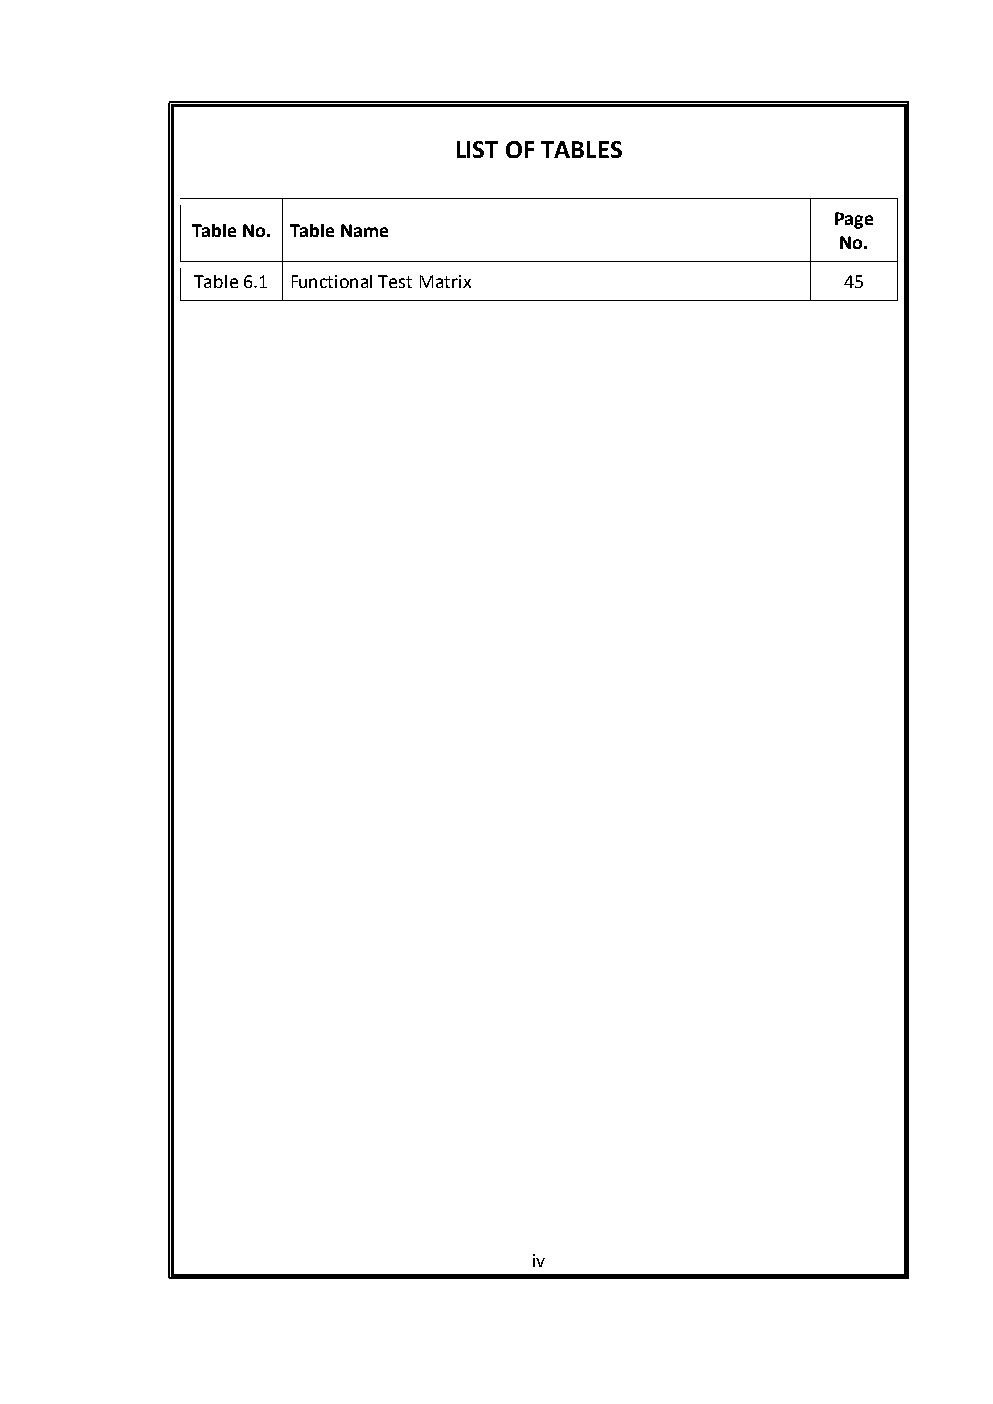 LIST OF TABLES
Table No. Table Name Page No.
Table 6.1 Functional Test Matrix 45
iv